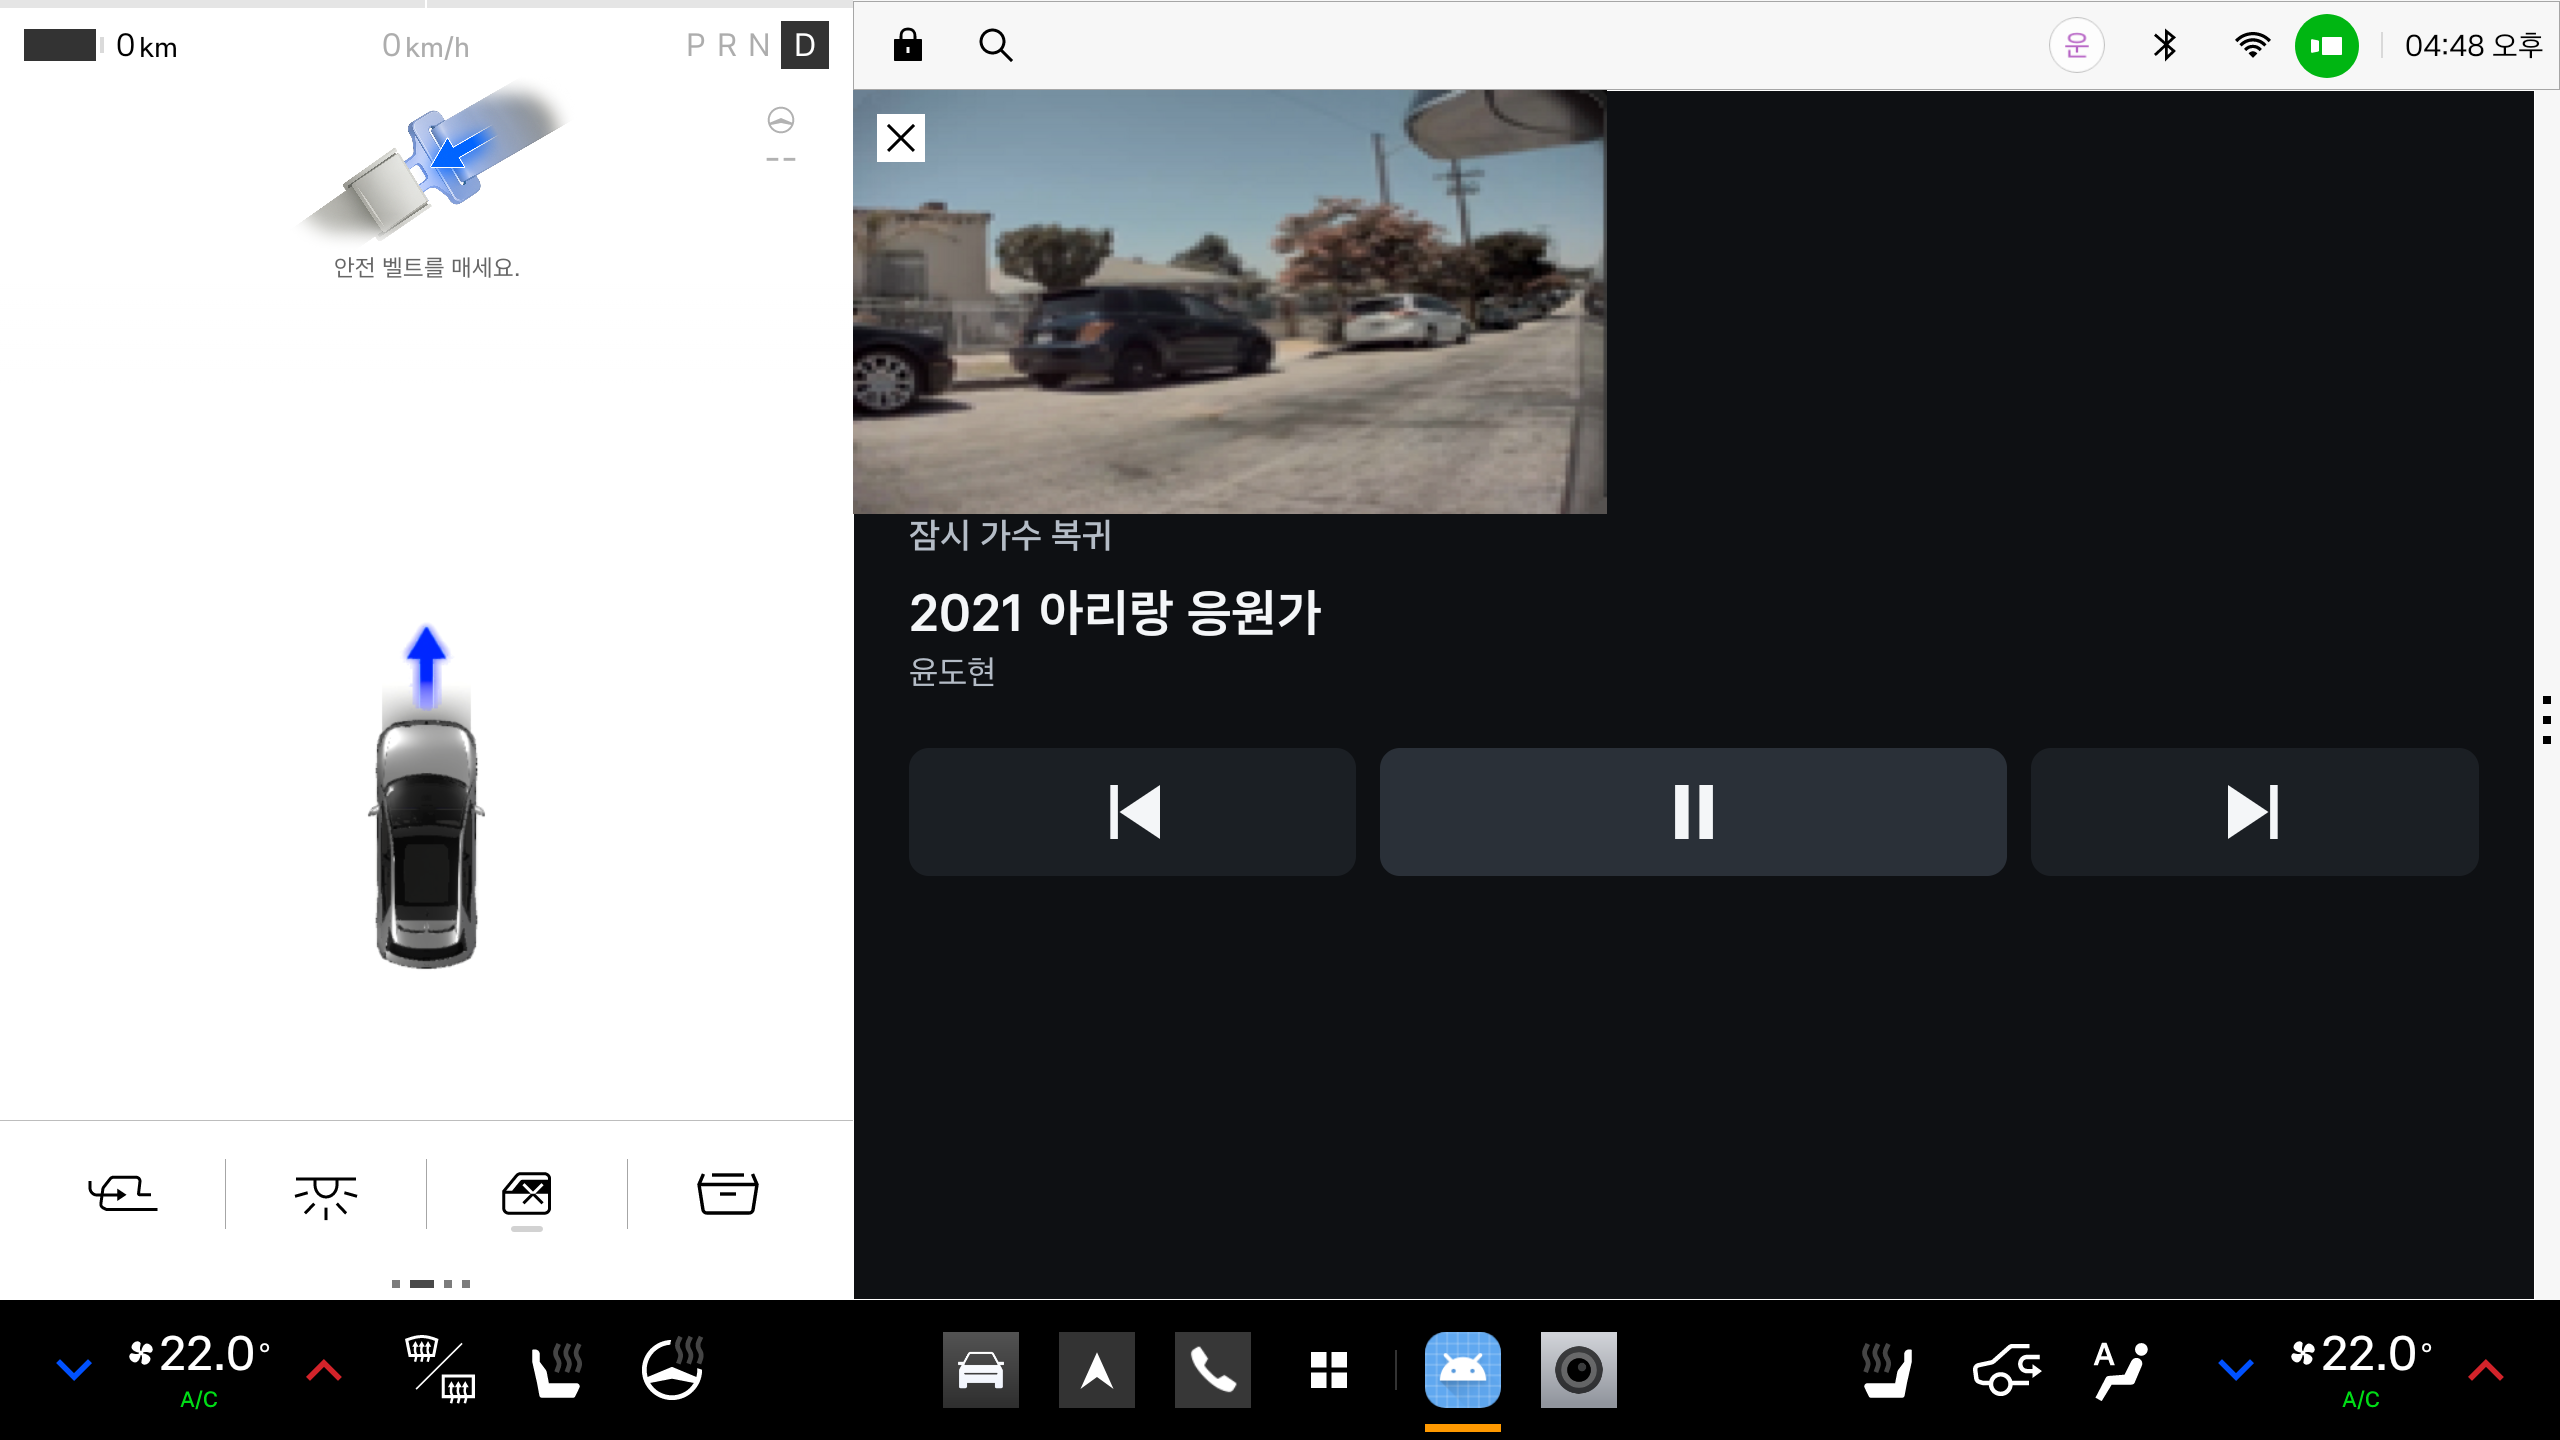 0 km
0 km/h
P R N D
운
04:48 오후
안전 벨트를 매세요.
--
잠시 가수 복귀
2021 아리랑 응원가
윤도현
22.0°
A/C
A
22.0°
A/C